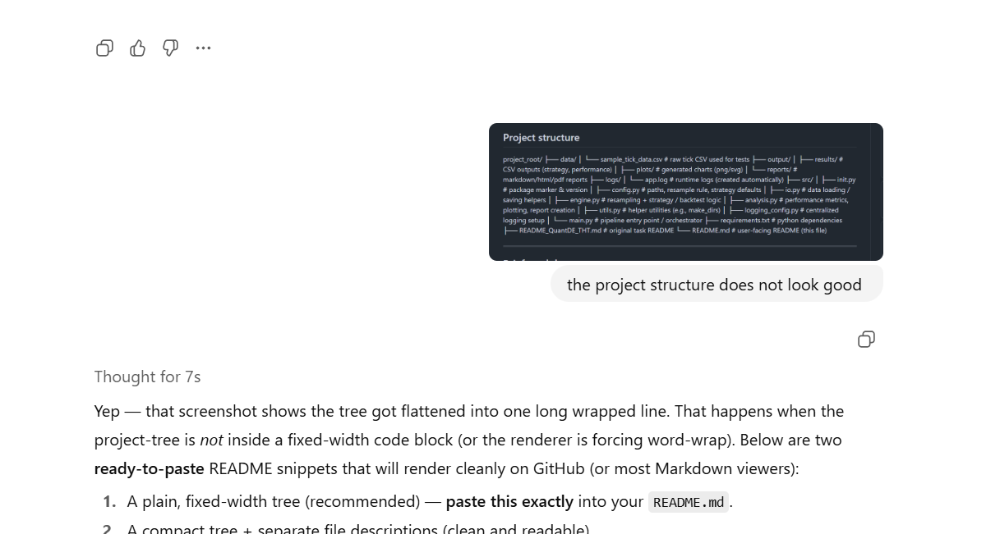 Project structure
project_root/ ├── data/ │ └── sample_tick_data.csv # raw tick CSV used for tests ├── output/ │ ├── results/ #
CSV outputs (strategy, performance) │ ├── plots/ # generated charts (png/svg) │ └── reports/ #
markdown/html/pdf reports ├── logs/ │ └── app.log # runtime logs (created automatically) ├── src/ │ ├── init.py
# package marker & version │ ├── config.py # paths, resample rule, strategy defaults │ ├── io.py # data loading /
saving helpers │ ├── engine.py # resampling + strategy / backtest logic │ ├── analysis.py # performance metrics,
plotting, report creation │ ├── utils.py # helper utilities (e.g., make_dirs) │ ├── logging_config.py # centralized
logging setup │ └── main.py # pipeline entry point / orchestrator ├── requirements.txt # python dependencies
├── README_QuantDE_THT.md # original task README └── README.md # user-facing README (this file)
the project structure does not look good
Thought for 7s
Yep — that screenshot shows the tree got flattened into one long wrapped line. That happens when the
project-tree is not inside a fixed-width code block (or the renderer is forcing word-wrap). Below are two
ready-to-paste README snippets that will render cleanly on GitHub (or most Markdown viewers):
1. A plain, fixed-width tree (recommended) — paste this exactly into your README.md.
2. A compact tree + separate file descriptions (clean and readable)